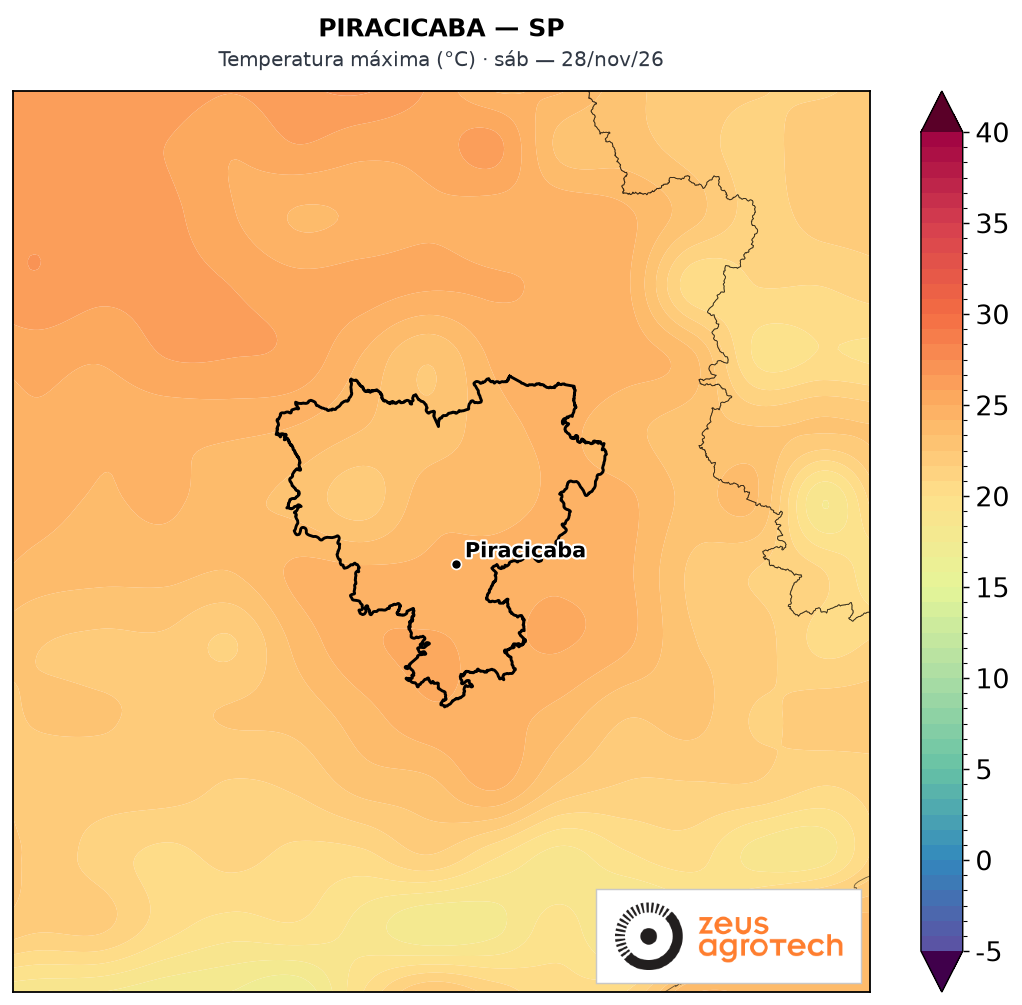 PIRACICABA — SP
Temperatura máxima (°C) · sáb — 28/nov/26
40
35
30
25
20
15
10
5
0
-5
Piracicaba
zeus
agrotech